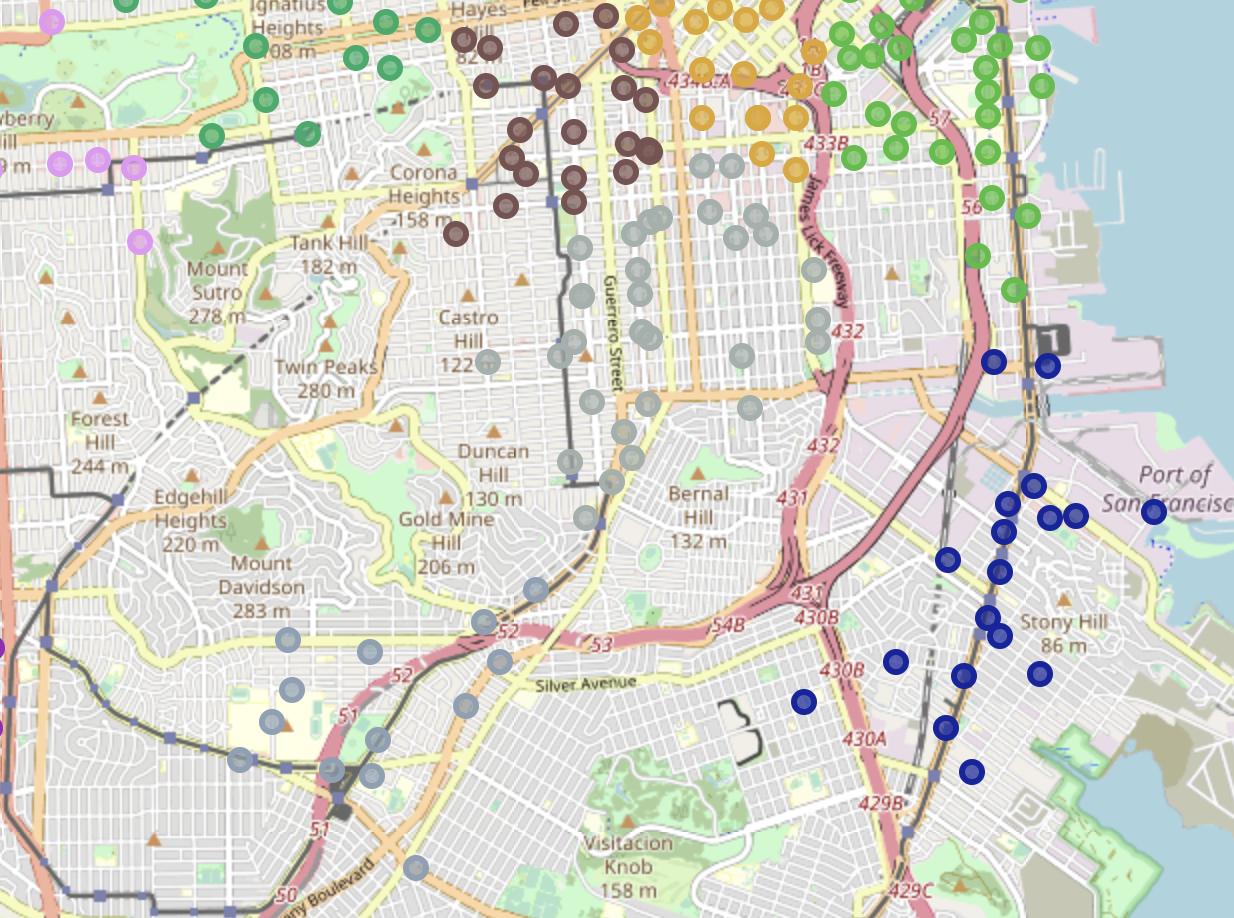 Ignatius
Heights
Hayes
434B:A
1B
57
433B
Corona
Heights
158 m
James Lick Freeway
56
Tank Hill
182 m
Mount
Sutro
278 m
Castro
Hill
122
Guerrero Street
432
Twin Peaks
280 m
Forest
Hill
244 m
Duncan
Hill
130 m
432
Edgehill
Heights
220 m
Gold Mine
Hill
206 m
Bernal
Hill
132 m
431
Port of
San Francisco
Mount
Davidson
283 m
431
430B
Stony Hill
86 m
52
53
54B
52
Silver Avenue
430B
51
430A
51
429B
Visitacion
Knob
158 m
50
429C